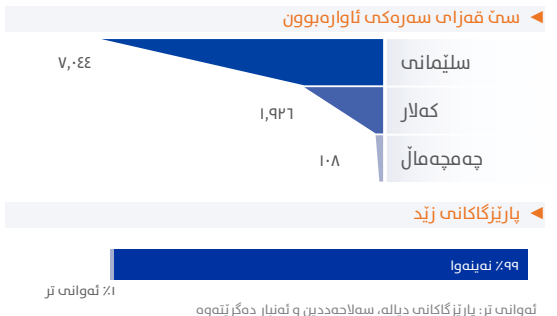 سێ قەزای سەرەکی ئاوارەبوون
سلێمانی
٧,٠٤٤
کەلار
١,٩٢٦
چەمچەماڵ
١٠٨
پارێزگاکانی زێد
٩٩٪ نەینەوا
١٪ ئەوانی تر
ئەوانی تر: پارێزگاکانی دیالە، سەلاحەددین و ئەنبار دەگرێتەوە